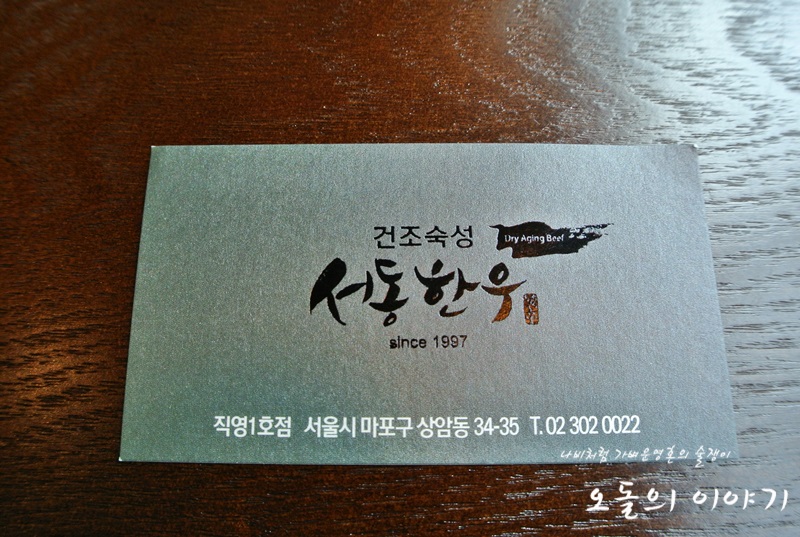 건조숙성 Dry Aging Beef
서동한우
since 1997
직영1호점 서울시 마포구 상암동 34-35 T. 02 302 0022
나비처럼 가벼운영혼의 술쟁이
오돌의 이야기